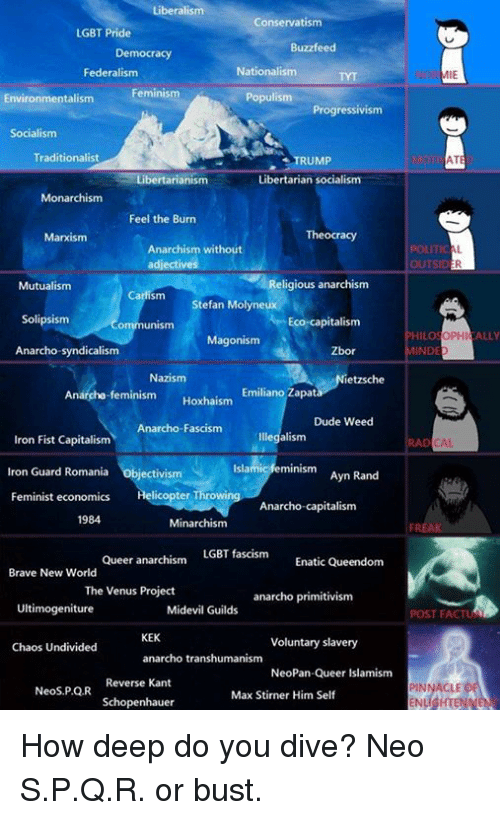 Liberalism
Conservatism
LGBT Pride
Democracy
Buzzfeed
Federalism
Nationalism
TYT
NORMIE
Environmentalism
Feminism
Populism
Progressivism
Socialism
Traditionalist
TRUMP
MOTIVATED
Libertarianism
Libertarian socialism
Monarchism
Feel the Burn
Marxism
Theocracy
Anarchism without
adjectives
POLITICAL
OUTSIDER
Mutualism
Religious anarchism
Carlism
Stefan Molyneux
Solipsism
Communism
Eco-capitalism
Magonism
Anarcho-syndicalism
Zbor
PHILOSOPHICALLY
MINDED
Nazism
Nietzsche
Anarcha-feminism
Hoxhaism
Emiliano Zapata
Anarcho-Fascism
Dude Weed
Iron Fist Capitalism
Illegalism
RADICAL
Iron Guard Romania
Objectivism
Islamic feminism
Ayn Rand
Feminist economics
Helicopter Throwing
Anarcho-capitalism
1984
Minarchism
FREAK
Queer anarchism
LGBT fascism
Enatic Queendom
Brave New World
The Venus Project
anarcho primitivism
Ultimogeniture
Midevil Guilds
POST FACTUAL
Chaos Undivided
KEK
Voluntary slavery
anarcho transhumanism
NeoPan-Queer Islamism
NeoS.P.Q.R
Reverse Kant
Max Stirner Him Self
Schopenhauer
PINNACLE OF
ENLIGHTENMENT
How deep do you dive? Neo
S.P.Q.R. or bust.